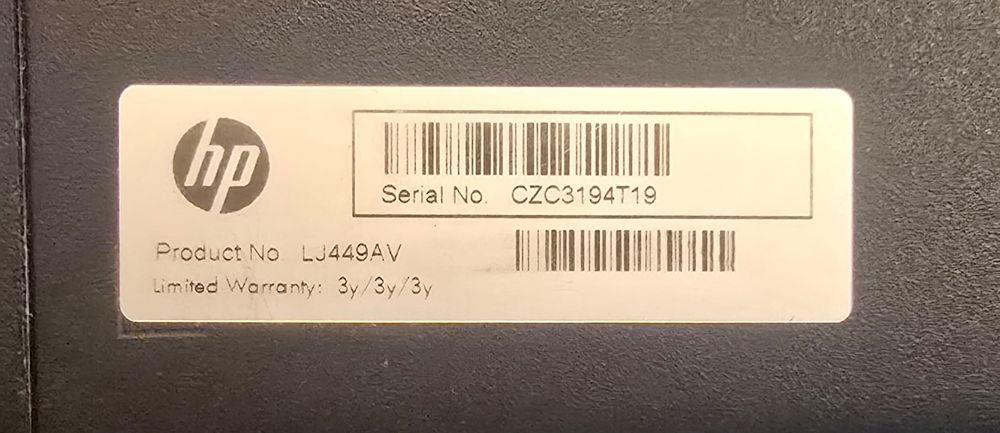 hp
Serial No. CZC3194T19
Product No. LJ449AV
Limited Warranty: 3y/3y/3y